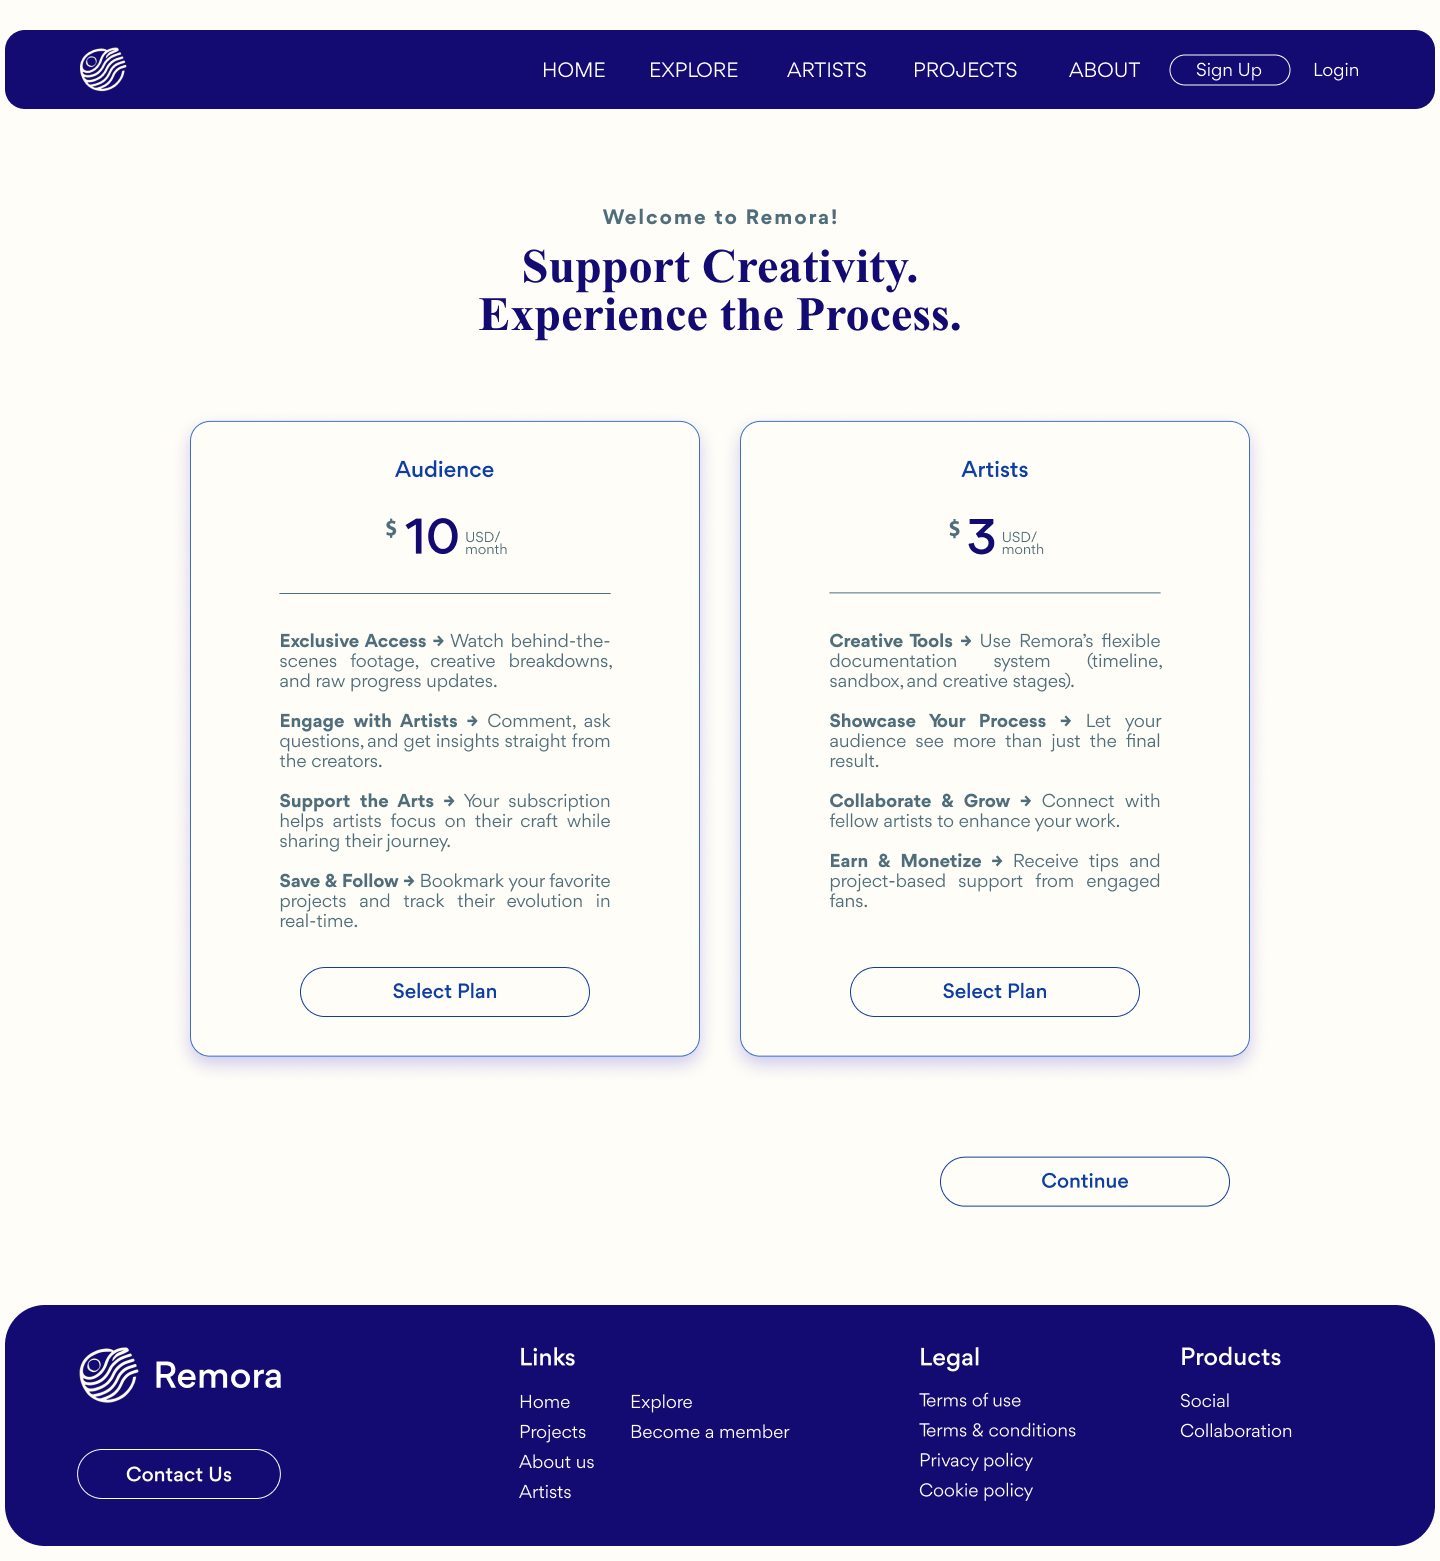 HOME EXPLORE ARTISTS PROJECTS ABOUT Sign Up Login
Welcome to Remora!
Support Creativity.
Experience the Process.
Audience
$ 10 USD/
month
Exclusive Access → Watch behind-the-
scenes footage, creative breakdowns,
and raw progress updates.
Engage with Artists → Comment, ask
questions, and get insights straight from
the creators.
Support the Arts → Your subscription
helps artists focus on their craft while
sharing their journey.
Save & Follow → Bookmark your favorite
projects and track their evolution in
real-time.
Select Plan
Artists
$ 3 USD/
month
Creative Tools → Use Remora’s flexible
documentation system (timeline,
sandbox, and creative stages).
Showcase Your Process → Let your
audience see more than just the final
result.
Collaborate & Grow → Connect with
fellow artists to enhance your work.
Earn & Monetize → Receive tips and
project-based support from engaged
fans.
Select Plan
Continue
Remora
Contact Us
Links
Home
Projects
About us
Artists
Explore
Become a member
Legal
Terms of use
Terms & conditions
Privacy policy
Cookie policy
Products
Social
Collaboration